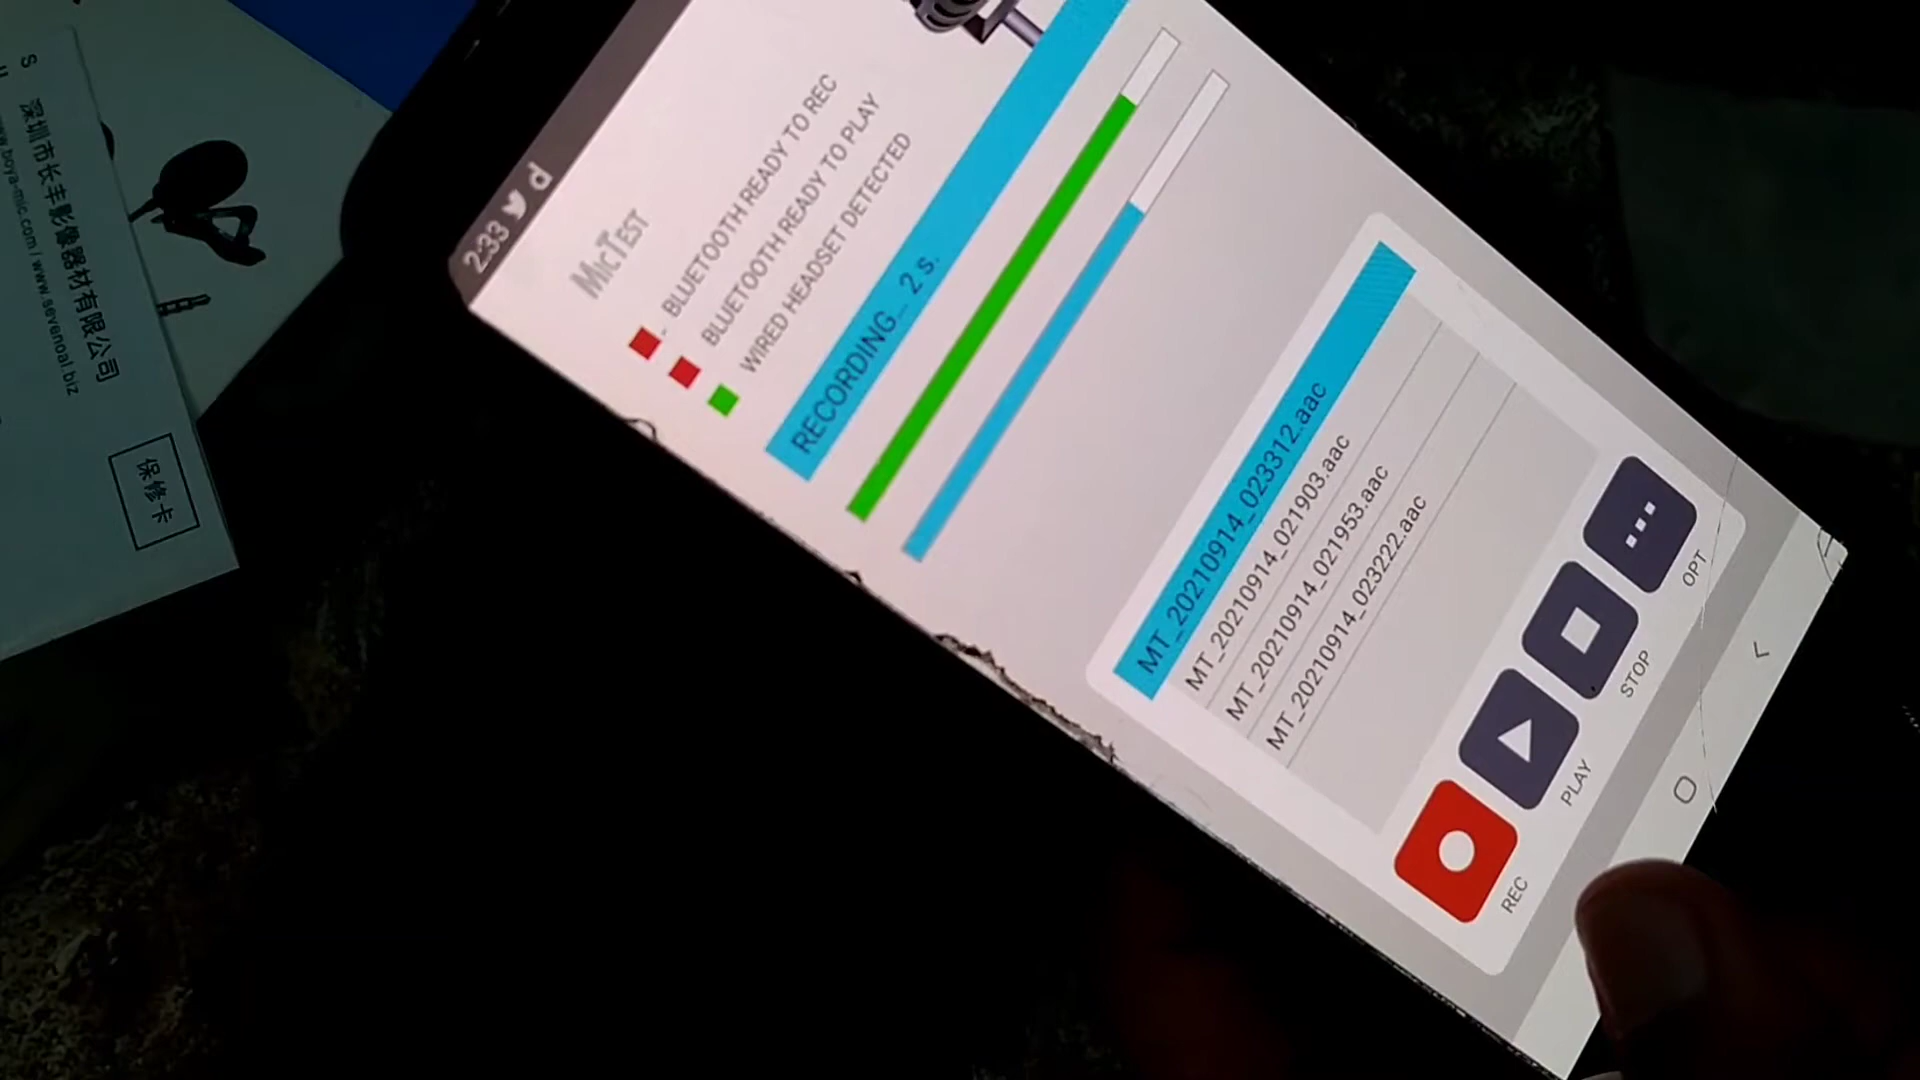 2:33
MicTest
- BLUETOOTH READY TO REC
BLUETOOTH READY TO PLAY
WIRED HEADSET DETECTED
RECORDING... 2 s.
MT_20210914_023312.aac
MT_20210914_021903.aac
MT_20210914_021953.aac
MT_20210914_023222.aac
REC
PLAY
STOP
OPT
深圳市长丰影像器材有限公司
www.boya-mic.com / www.sevenoal.biz
保修卡